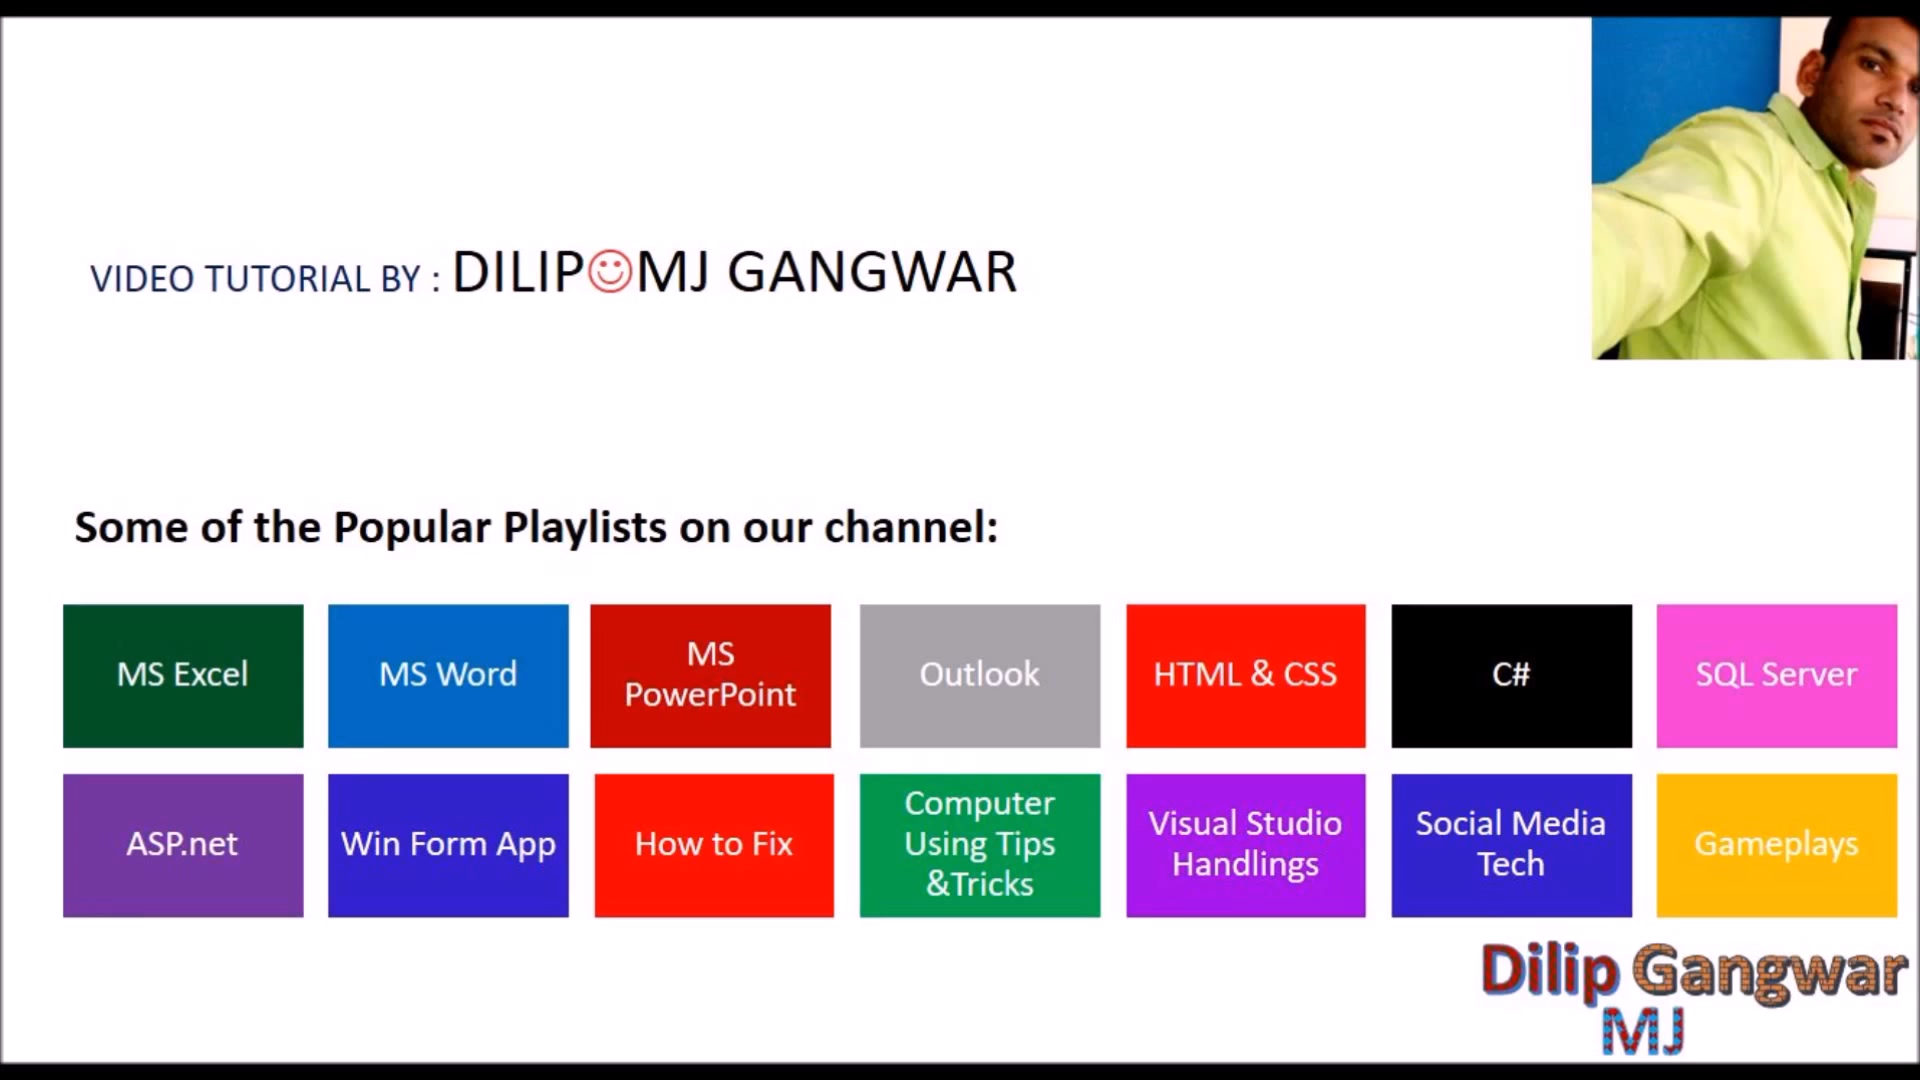 VIDEO TUTORIAL BY : DILIP☺MJ GANGWAR
Some of the Popular Playlists on our channel:
MS Excel
MS Word
MS
PowerPoint
Outlook
HTML & CSS
C#
SQL Server
ASP.net
Win Form App
How to Fix
Computer
Using Tips
&Tricks
Visual Studio
Handlings
Social Media
Tech
Gameplays
Dilip Gangwar
MJ